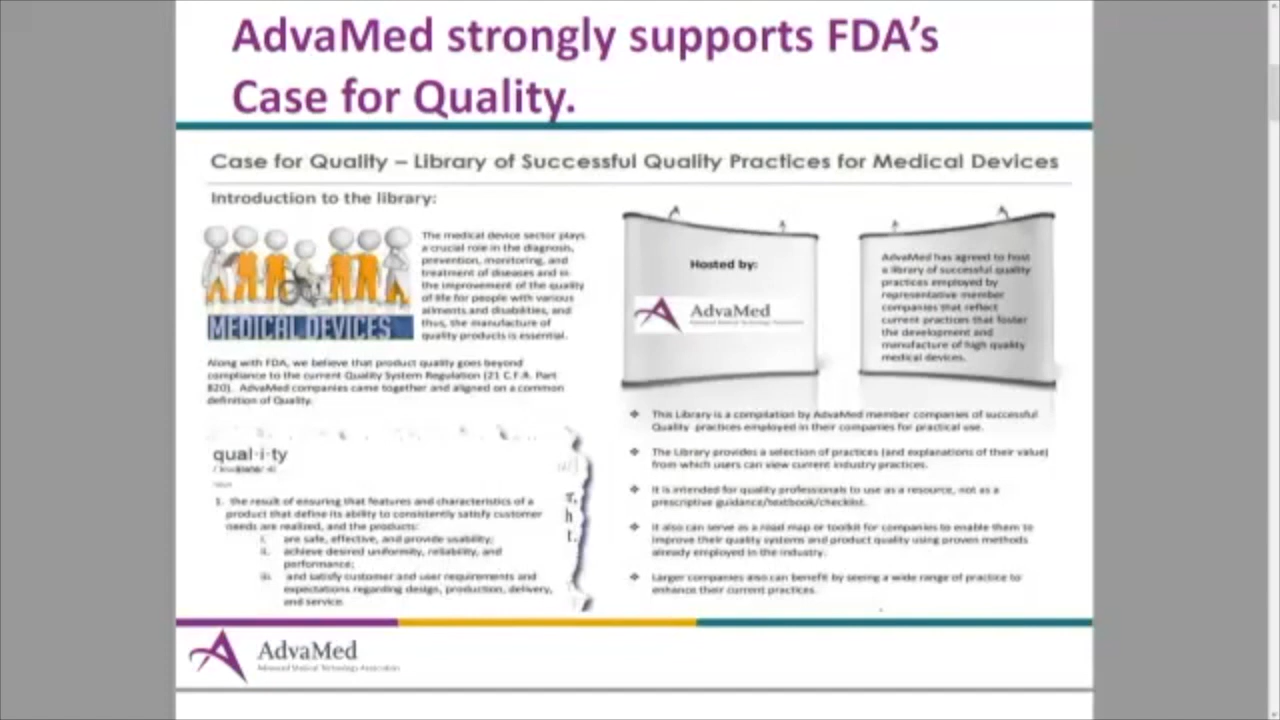 AdvaMed strongly supports FDA's
Case for Quality.
Case for Quality – Library of Successful Quality Practices for Medical Devices
Introduction to the library:
MEDICAL DEVICES
The medical device sector plays
a crucial role in the diagnosis,
prevention, monitoring, and
treatment of diseases and in
the improvement of the quality
of life for people with various
ailments and disabilities, and
thus, the manufacture of
quality products is essential.
Along with FDA, we believe that product quality goes beyond
compliance to the current Quality System Regulation (21 C.F.R. Part
820). AdvaMed companies came together and aligned on a common
definition of Quality.
qual·i·ty
noun
1. the result of ensuring that features and characteristics of a
product that define its ability to consistently satisfy customer
needs are realized, and the products:
i. are safe, effective, and provide usability;
ii. achieve desired uniformity, reliability, and
performance;
iii. and satisfy customer and user requirements and
expectations regarding design, production, delivery,
and service.
h
t.
Hosted by:
AdvaMed
Advanced Medical Technology Association
AdvaMed has agreed to host
a library of successful quality
practices employed by
representative member
companies that reflect
current practices that foster
the development and
manufacture of high quality
medical devices.
❖ This Library is a compilation by AdvaMed member companies of successful
Quality practices employed in their companies for practical use.
❖ The Library provides a selection of practices (and explanations of their value)
from which users can view current industry practices.
❖ It is intended for quality professionals to use as a resource, not as a
prescriptive guidance/textbook/checklist.
❖ It also can serve as a road map or toolkit for companies to enable them to
improve their quality systems and product quality using proven methods
already employed in the industry.
❖ Larger companies also can benefit by seeing a wide range of practice to
enhance their current practices.
AdvaMed
Advanced Medical Technology Association